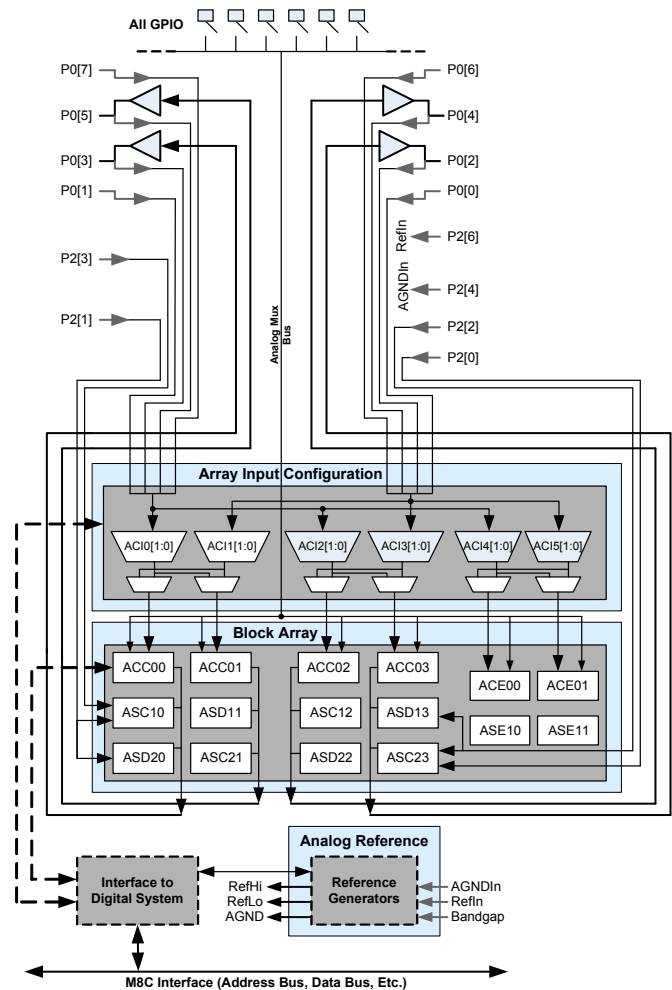 All GPIO
P0[7]
P0[6]
P0[5]
P0[4]
P0[3]
P0[2]
P0[1]
P0[0]
P2[3]
RefIn
P2[6]
AGNDIn
P2[4]
P2[1]
P2[2]
P2[0]
Analog Mux
Bus
Array Input Configuration
ACI0[1:0]
ACI1[1:0]
ACI2[1:0]
ACI3[1:0]
ACI4[1:0]
ACI5[1:0]
Block Array
ACC00
ACC01
ACC02
ACC03
ACE00
ACE01
ASC10
ASD11
ASC12
ASD13
ASE10
ASE11
ASD20
ASC21
ASD22
ASC23
Analog Reference
Interface to
Digital System
RefHi
RefLo
AGND
Reference
Generators
AGNDIn
RefIn
Bandgap
M8C Interface (Address Bus, Data Bus, Etc.)